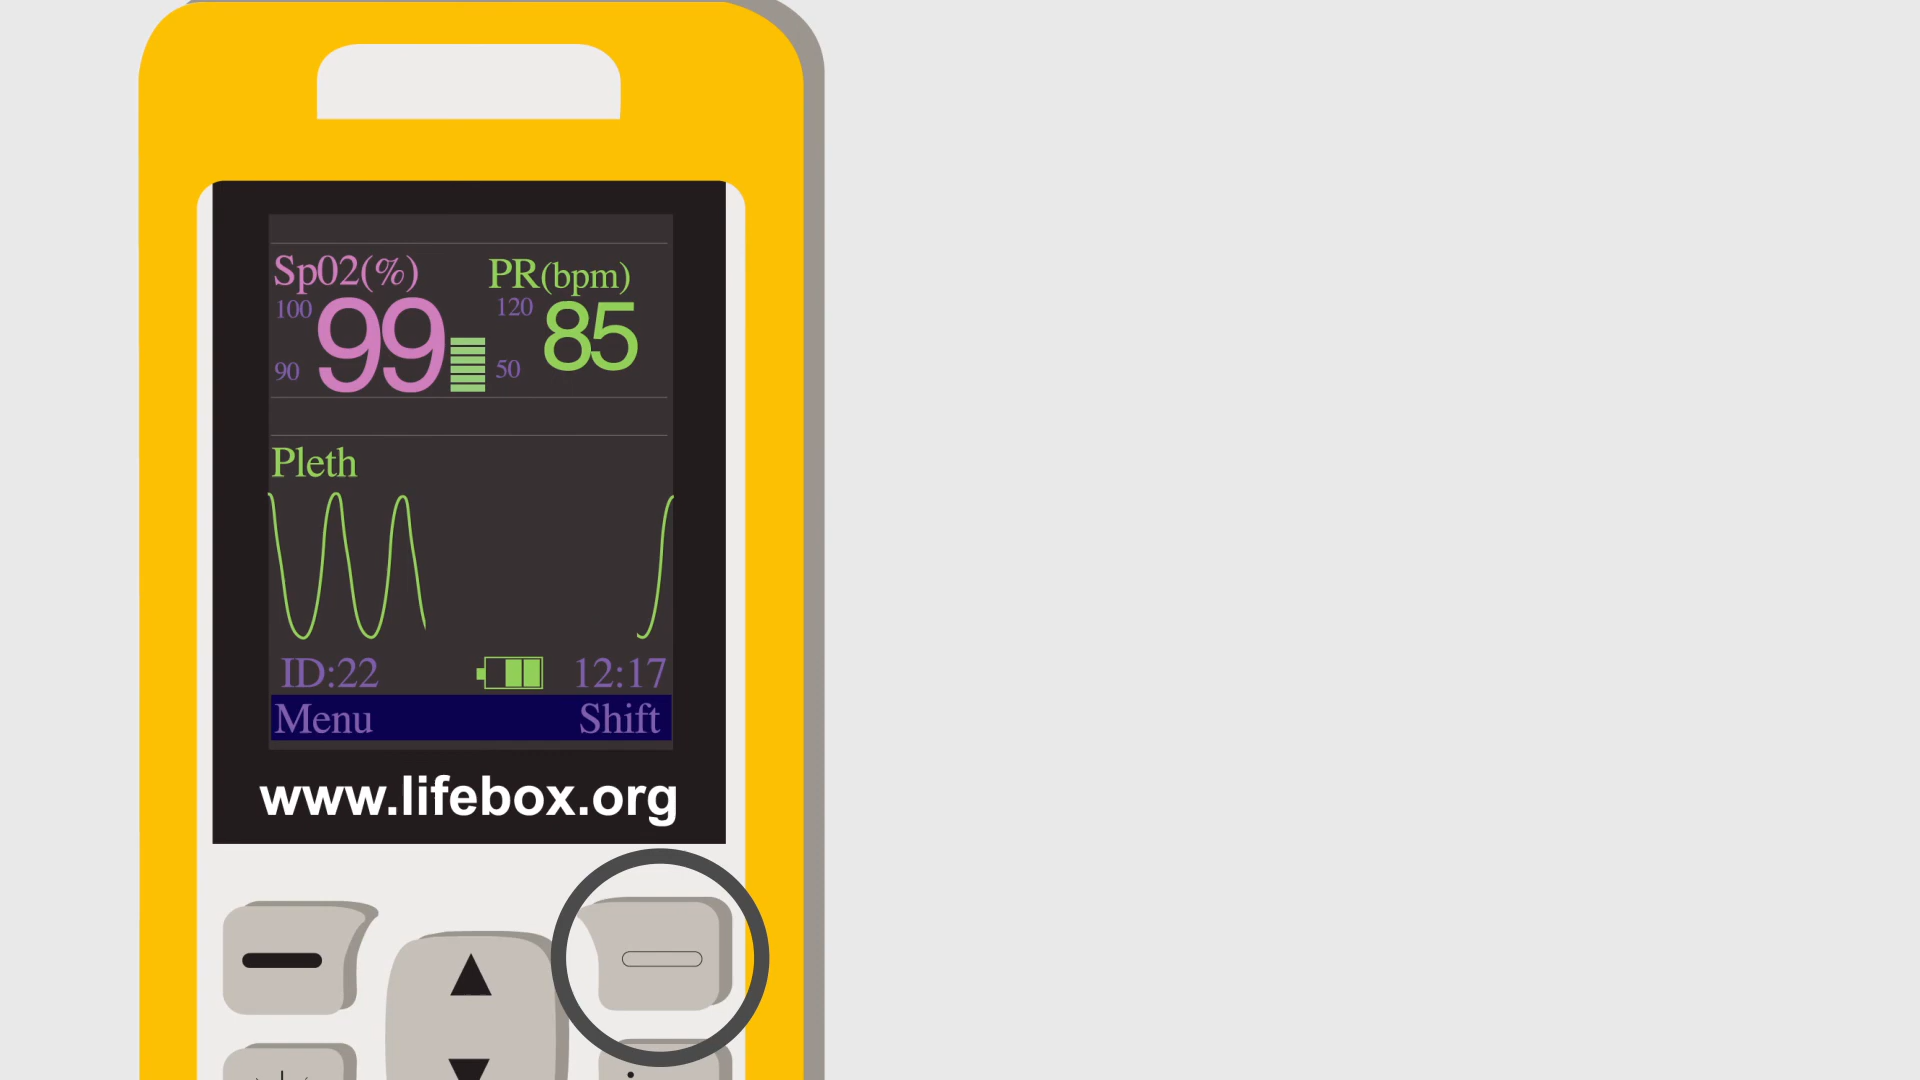 Sp02(%) PR(bpm)
100 99 120 85
90 50
Pleth
ID:22 12:17
Menu Shift
www.lifebox.org